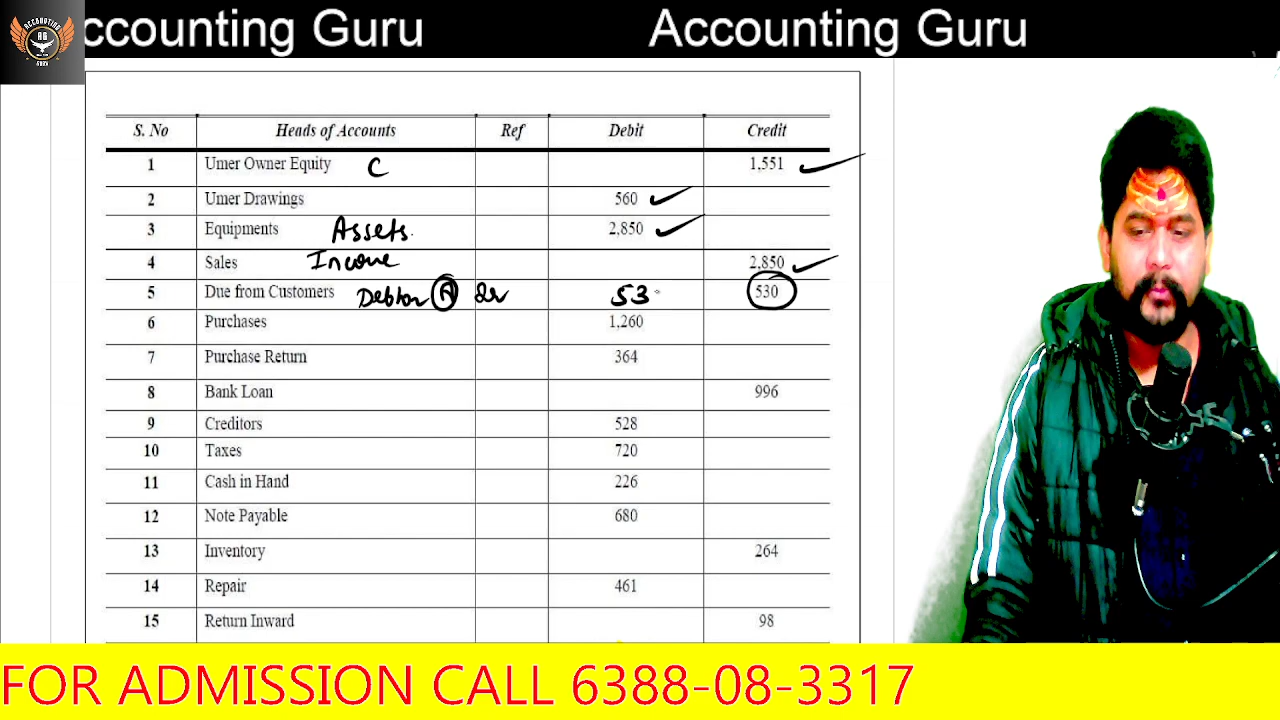 ccounting Guru Accounting Guru
ACCOUNTING
AG
GURU
S. No Heads of Accounts Ref Debit Credit
1 Umer Owner Equity C 1,551
2 Umer Drawings 560
3 Equipments Assets. 2,850
4 Sales Income 2,850
5 Due from Customers Debtor A Dr 53 530
6 Purchases 1,260
7 Purchase Return 364
8 Bank Loan 996
9 Creditors 528
10 Taxes 720
11 Cash in Hand 226
12 Note Payable 680
13 Inventory 264
14 Repair 461
15 Return Inward 98
FOR ADMISSION CALL 6388-08-3317